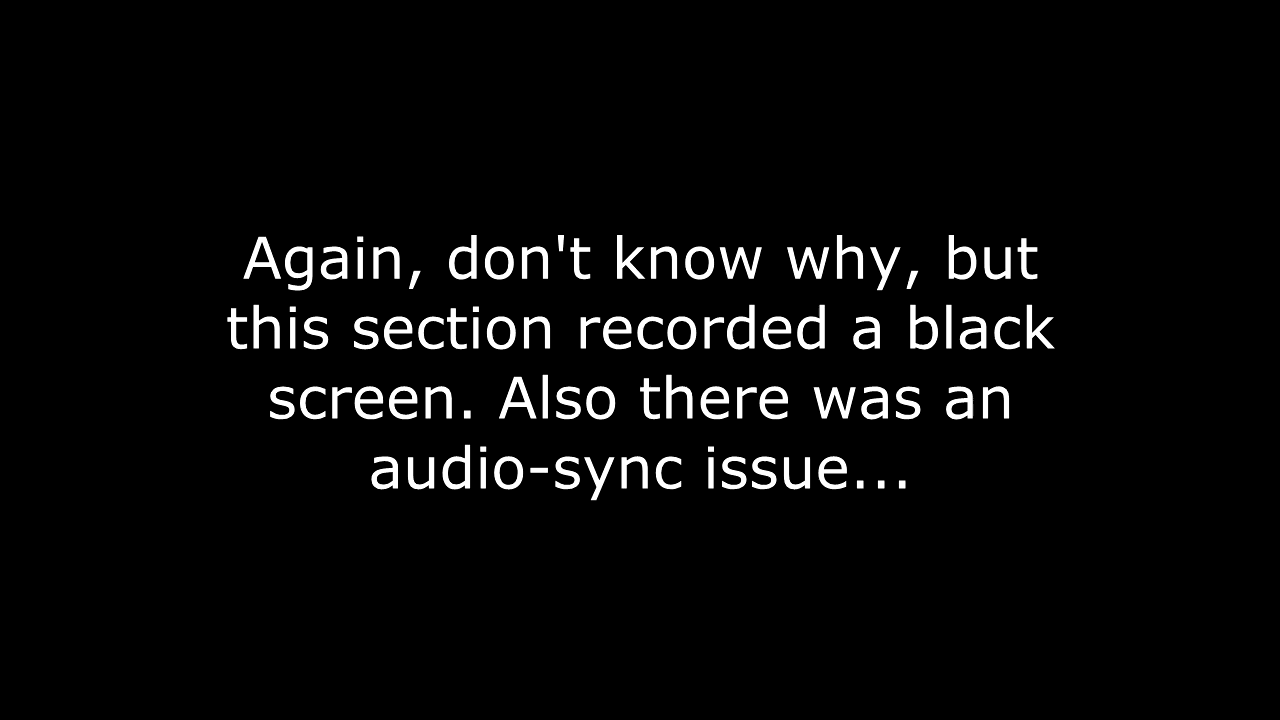 Again, don't know why, but
this section recorded a black
screen. Also there was an
audio-sync issue...